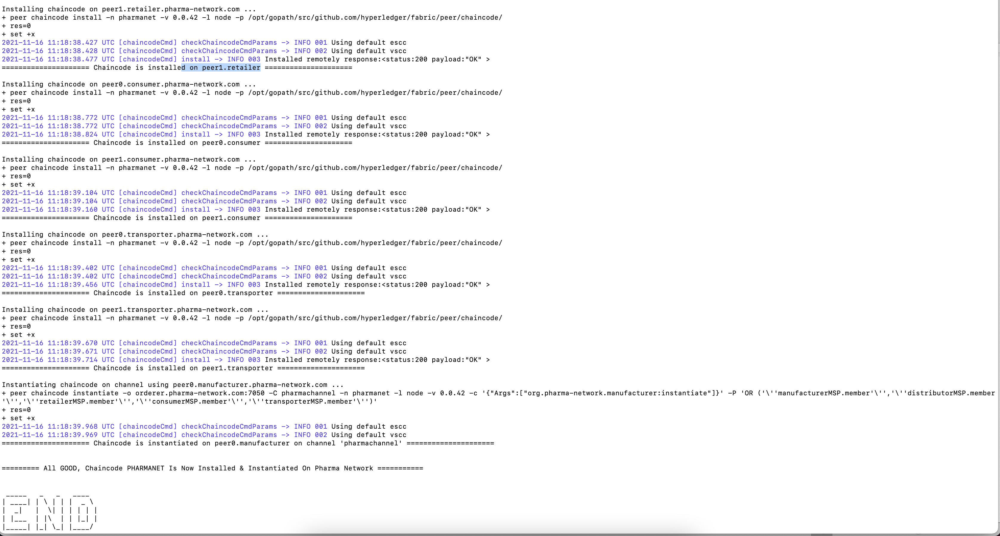 Installing chaincode on peer1.retailer.pharma-network.com ...
+ peer chaincode install -n pharmanet -v 0.0.42 -l node -p /opt/gopath/src/github.com/hyperledger/fabric/peer/chaincode/
+ res=0
+ set +x
2021-11-16 11:18:38.427 UTC [chaincodeCmd] checkChaincodeCmdParams -> INFO 001 Using default escc
2021-11-16 11:18:38.428 UTC [chaincodeCmd] checkChaincodeCmdParams -> INFO 002 Using default vscc
2021-11-16 11:18:38.477 UTC [chaincodeCmd] install -> INFO 003 Installed remotely response:<status:200 payload:"OK" >
===================== Chaincode is installed on peer1.retailer =====================

Installing chaincode on peer0.consumer.pharma-network.com ...
+ peer chaincode install -n pharmanet -v 0.0.42 -l node -p /opt/gopath/src/github.com/hyperledger/fabric/peer/chaincode/
+ res=0
+ set +x
2021-11-16 11:18:38.772 UTC [chaincodeCmd] checkChaincodeCmdParams -> INFO 001 Using default escc
2021-11-16 11:18:38.772 UTC [chaincodeCmd] checkChaincodeCmdParams -> INFO 002 Using default vscc
2021-11-16 11:18:38.824 UTC [chaincodeCmd] install -> INFO 003 Installed remotely response:<status:200 payload:"OK" >
===================== Chaincode is installed on peer0.consumer =====================

Installing chaincode on peer1.consumer.pharma-network.com ...
+ peer chaincode install -n pharmanet -v 0.0.42 -l node -p /opt/gopath/src/github.com/hyperledger/fabric/peer/chaincode/
+ res=0
+ set +x
2021-11-16 11:18:39.104 UTC [chaincodeCmd] checkChaincodeCmdParams -> INFO 001 Using default escc
2021-11-16 11:18:39.104 UTC [chaincodeCmd] checkChaincodeCmdParams -> INFO 002 Using default vscc
2021-11-16 11:18:39.160 UTC [chaincodeCmd] install -> INFO 003 Installed remotely response:<status:200 payload:"OK" >
===================== Chaincode is installed on peer1.consumer =====================

Installing chaincode on peer0.transporter.pharma-network.com ...
+ peer chaincode install -n pharmanet -v 0.0.42 -l node -p /opt/gopath/src/github.com/hyperledger/fabric/peer/chaincode/
+ res=0
+ set +x
2021-11-16 11:18:39.402 UTC [chaincodeCmd] checkChaincodeCmdParams -> INFO 001 Using default escc
2021-11-16 11:18:39.402 UTC [chaincodeCmd] checkChaincodeCmdParams -> INFO 002 Using default vscc
2021-11-16 11:18:39.456 UTC [chaincodeCmd] install -> INFO 003 Installed remotely response:<status:200 payload:"OK" >
===================== Chaincode is installed on peer0.transporter =====================

Installing chaincode on peer1.transporter.pharma-network.com ...
+ peer chaincode install -n pharmanet -v 0.0.42 -l node -p /opt/gopath/src/github.com/hyperledger/fabric/peer/chaincode/
+ res=0
+ set +x
2021-11-16 11:18:39.670 UTC [chaincodeCmd] checkChaincodeCmdParams -> INFO 001 Using default escc
2021-11-16 11:18:39.671 UTC [chaincodeCmd] checkChaincodeCmdParams -> INFO 002 Using default vscc
2021-11-16 11:18:39.714 UTC [chaincodeCmd] install -> INFO 003 Installed remotely response:<status:200 payload:"OK" >
===================== Chaincode is installed on peer1.transporter =====================

Instantiating chaincode on channel using peer0.manufacturer.pharma-network.com ...
+ peer chaincode instantiate -o orderer.pharma-network.com:7050 -C pharmachannel -n pharmanet -l node -v 0.0.42 -c '{"Args":["org.pharma-network.manufacturer:instantiate"]}' -P 'OR ('\''manufacturerMSP.member'\'','\''distributorMSP.member
'\'','\''retailerMSP.member'\'','\''consumerMSP.member'\'','\''transporterMSP.member'\'')'
+ res=0
+ set +x
2021-11-16 11:18:39.968 UTC [chaincodeCmd] checkChaincodeCmdParams -> INFO 001 Using default escc
2021-11-16 11:18:39.969 UTC [chaincodeCmd] checkChaincodeCmdParams -> INFO 002 Using default vscc
===================== Chaincode is instantiated on peer0.manufacturer on channel 'pharmachannel' =====================

========= All GOOD, Chaincode PHARMANET Is Now Installed & Instantiated On Pharma Network ===========

 _____   _   _   ____
| ____| | \ | | |  _ \
|  _|   |  \| | | | | |
| |___  | |\  | | |_| |
|_____| |_| \_| |____/